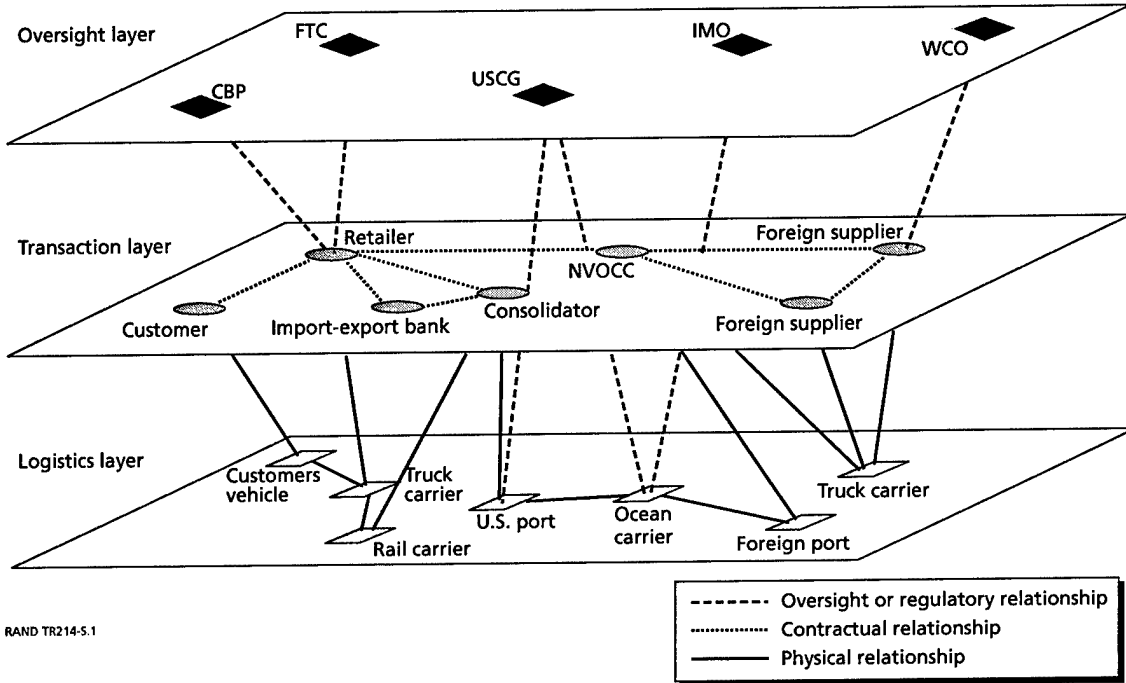 Oversight layer
FTC
IMO
WCO
CBP
USCG
Transaction layer
Retailer
Foreign supplier
NVOCC
Customer
Import-export bank
Consolidator
Foreign supplier
Logistics layer
Customers
vehicle
Truck
carrier
Truck carrier
U.S. port
Ocean
carrier
Rail carrier
Foreign port
Oversight or regulatory relationship
Contractual relationship
Physical relationship
RAND TR214-S.1